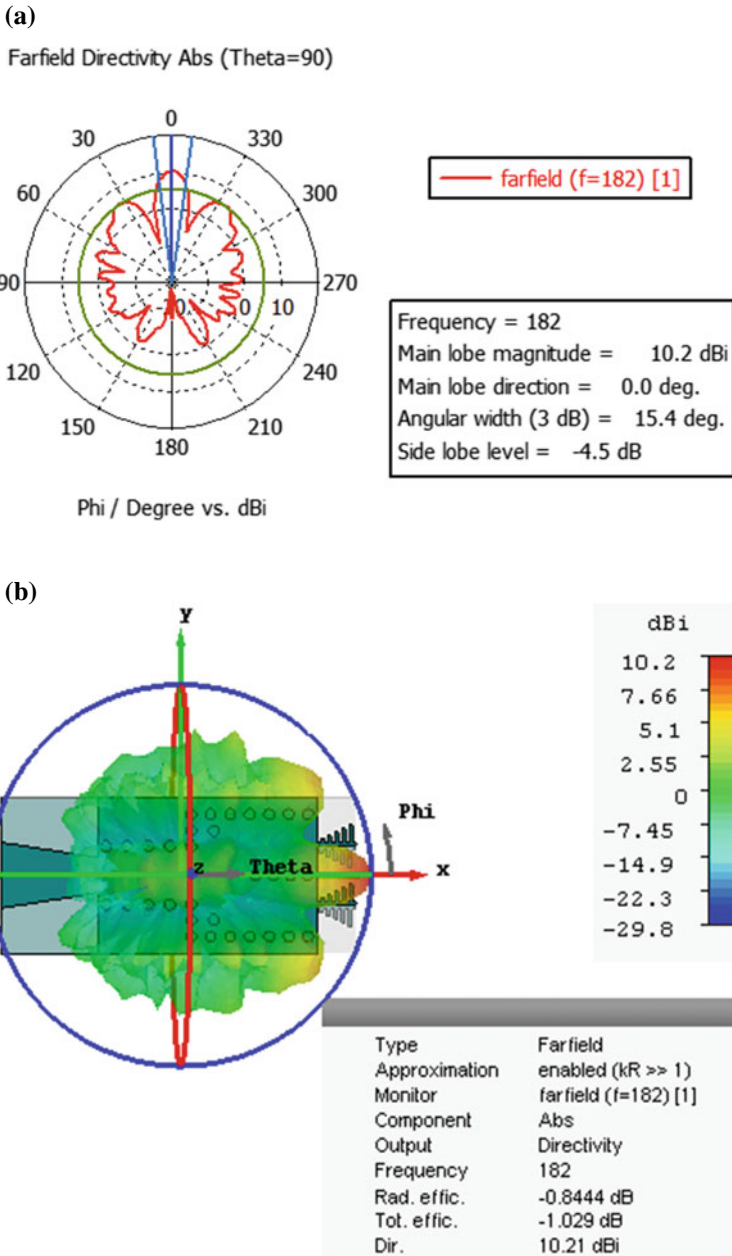 (a)
Farfield Directivity Abs (Theta=90)
0
30 330
60 300
90 270
0 10
120 240
150 210
180
Phi / Degree vs. dBi
farfield (f=182) [1]
Frequency = 182
Main lobe magnitude = 10.2 dBi
Main lobe direction = 0.0 deg.
Angular width (3 dB) = 15.4 deg.
Side lobe level = -4.5 dB
(b)
y
Phi
z Theta x
dBi
10.2
7.66
5.1
2.55
0
-7.45
-14.9
-22.3
-29.8
Type Farfield
Approximation enabled (kR >> 1)
Monitor farfield (f=182) [1]
Component Abs
Output Directivity
Frequency 182
Rad. effic. -0.8444 dB
Tot. effic. -1.029 dB
Dir. 10.21 dBi